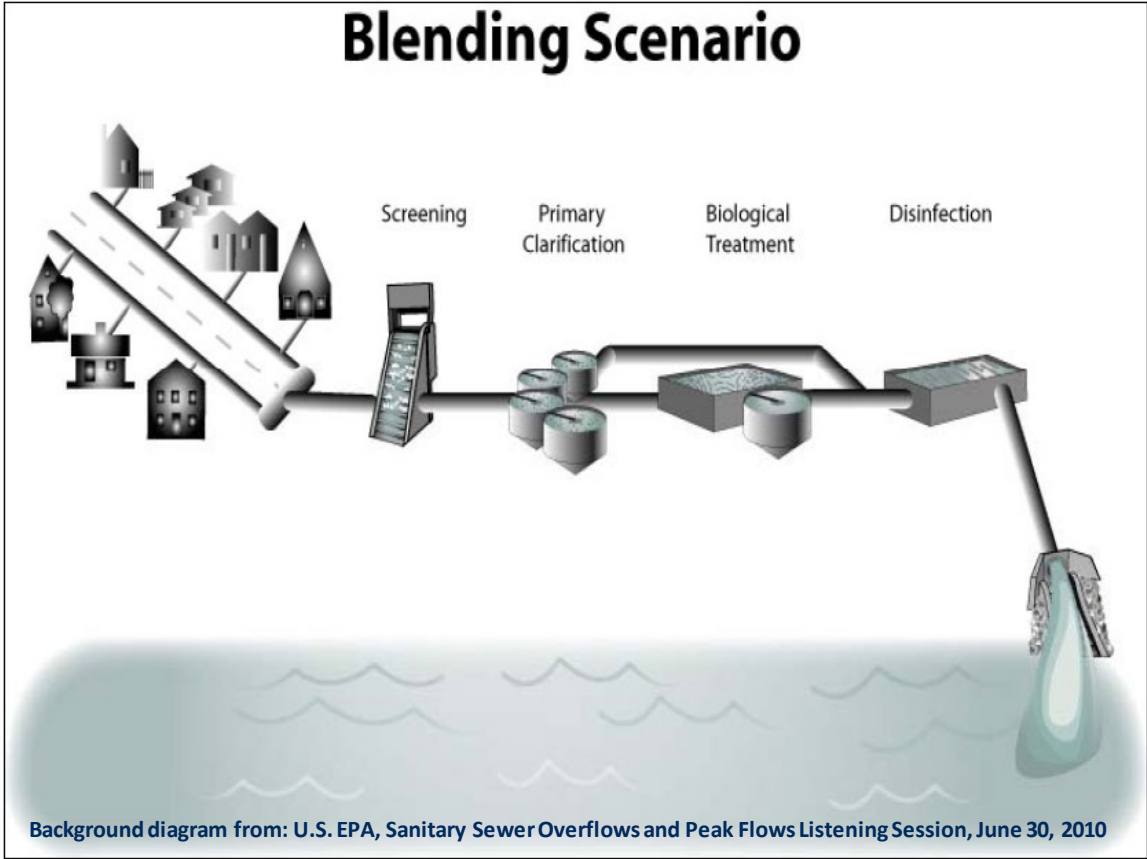 Blending Scenario
Screening
Primary
Clarification
Biological
Treatment
Disinfection
Background diagram from: U.S. EPA, Sanitary Sewer Overflows and Peak Flows Listening Session, June 30, 2010